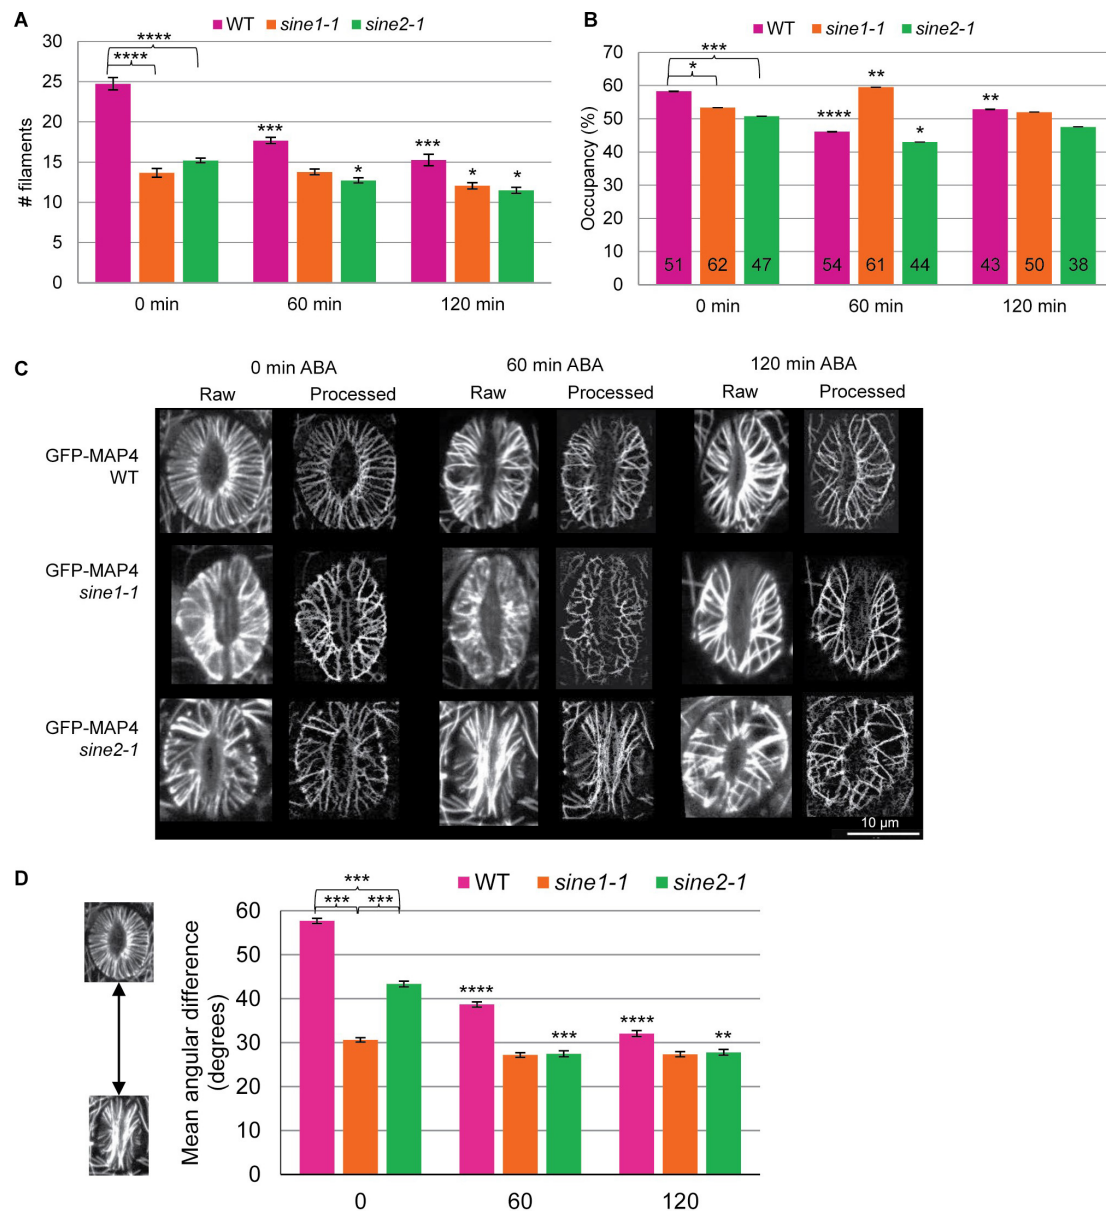 A
WT sine1-1 sine2-1
# filaments
30
25
20
15
10
5
0
****
****
***
*
***
*
*
0 min 60 min 120 min
B
WT sine1-1 sine2-1
Occupancy (%)
70
60
50
40
30
20
10
0
***
*
****
**
*
**
51 62 47 54 61 44 43 50 38
0 min 60 min 120 min
C
0 min ABA 60 min ABA 120 min ABA
Raw Processed Raw Processed Raw Processed
GFP-MAP4
WT
GFP-MAP4
sine1-1
GFP-MAP4
sine2-1
10 µm
D
WT sine1-1 sine2-1
Mean angular difference
(degrees)
60
50
40
30
20
10
0
***
*** ***
****
***
****
**
0 60 120